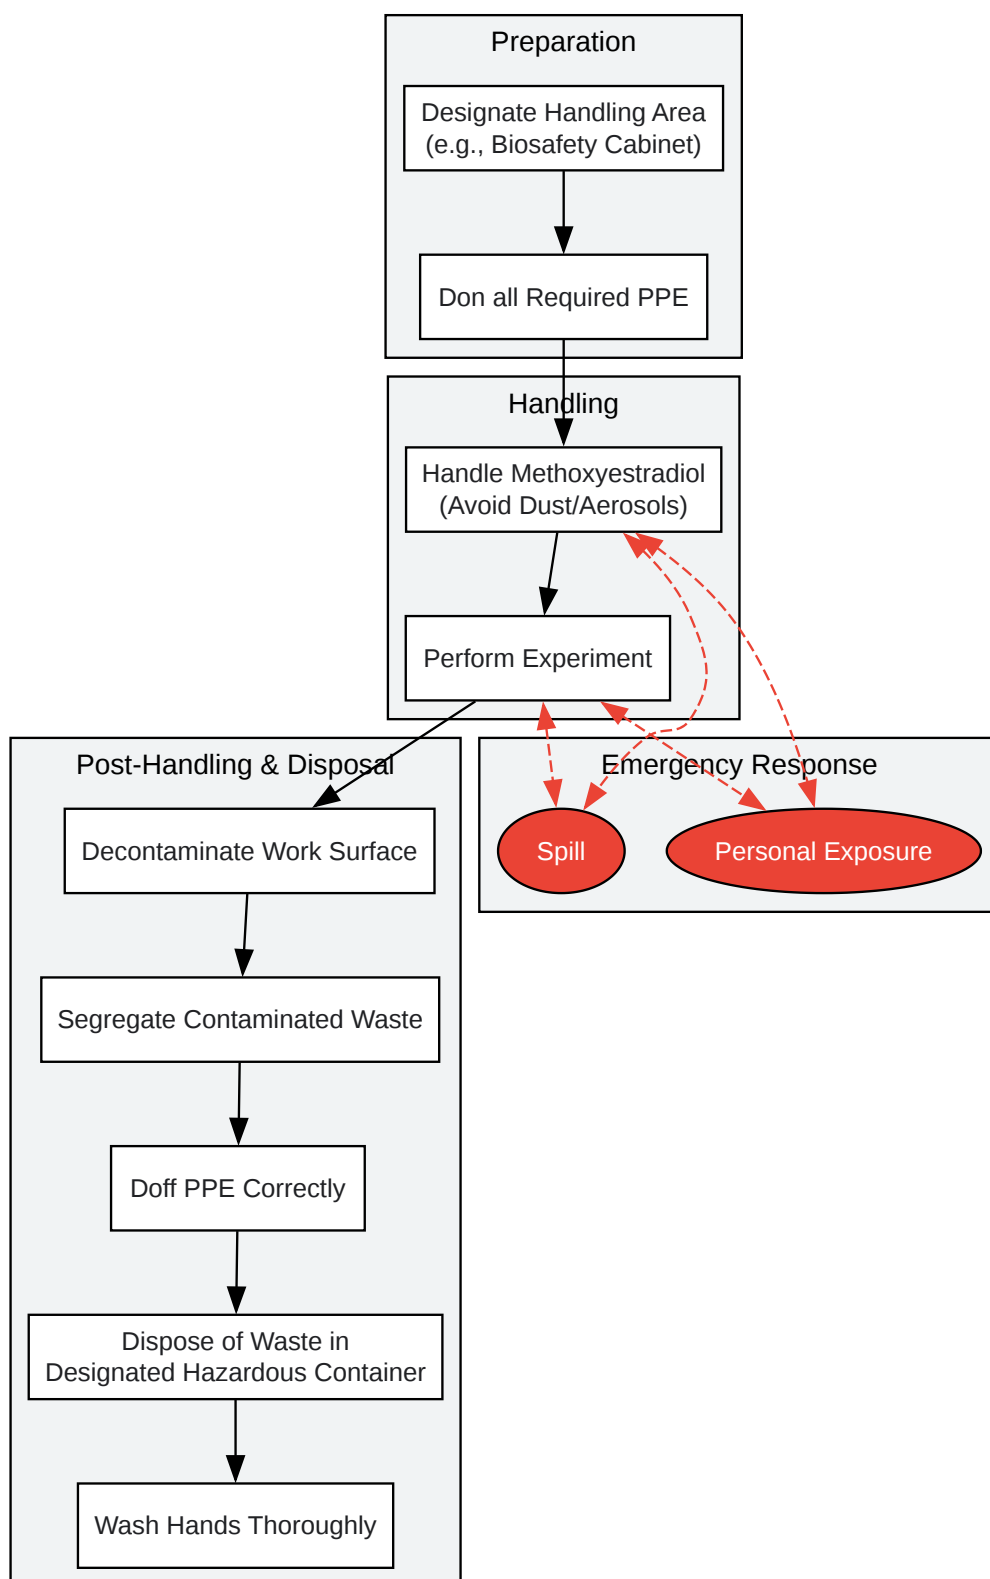 Preparation
Designate Handling Area
(e.g., Biosafety Cabinet)
Don all Required PPE
Handling
Handle Methoxyestradiol
(Avoid Dust/Aerosols)
Perform Experiment
Post-Handling & Disposal
Decontaminate Work Surface
Segregate Contaminated Waste
Doff PPE Correctly
Dispose of Waste in
Designated Hazardous Container
Wash Hands Thoroughly
Emergency Response
Spill
Personal Exposure